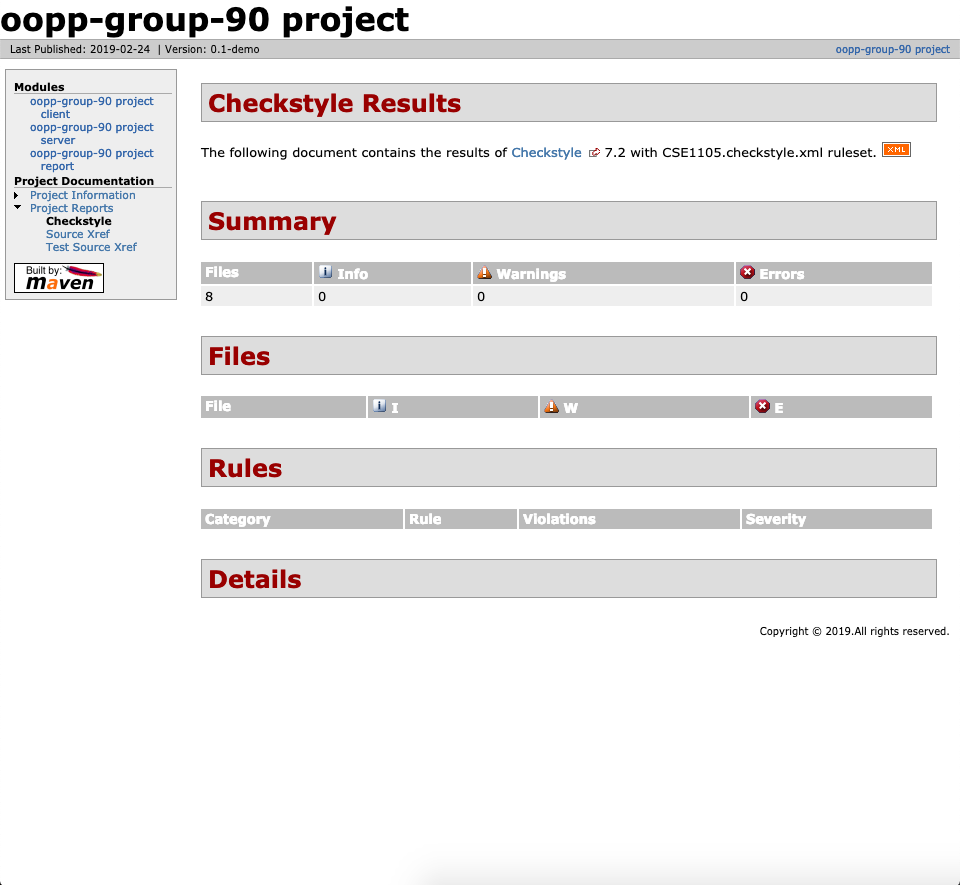 oopp-group-90 project
Last Published: 2019-02-24 | Version: 0.1-demo
oopp-group-90 project
Modules
oopp-group-90 project
client
oopp-group-90 project
server
oopp-group-90 project
report
Project Documentation
Project Information
Project Reports
Checkstyle
Source Xref
Test Source Xref
Built by:
maven
Checkstyle Results
The following document contains the results of Checkstyle 7.2 with CSE1105.checkstyle.xml ruleset. XML
Summary
Files Info Warnings Errors
8 0 0 0
Files
File I W E
Rules
Category Rule Violations Severity
Details
Copyright © 2019.All rights reserved.